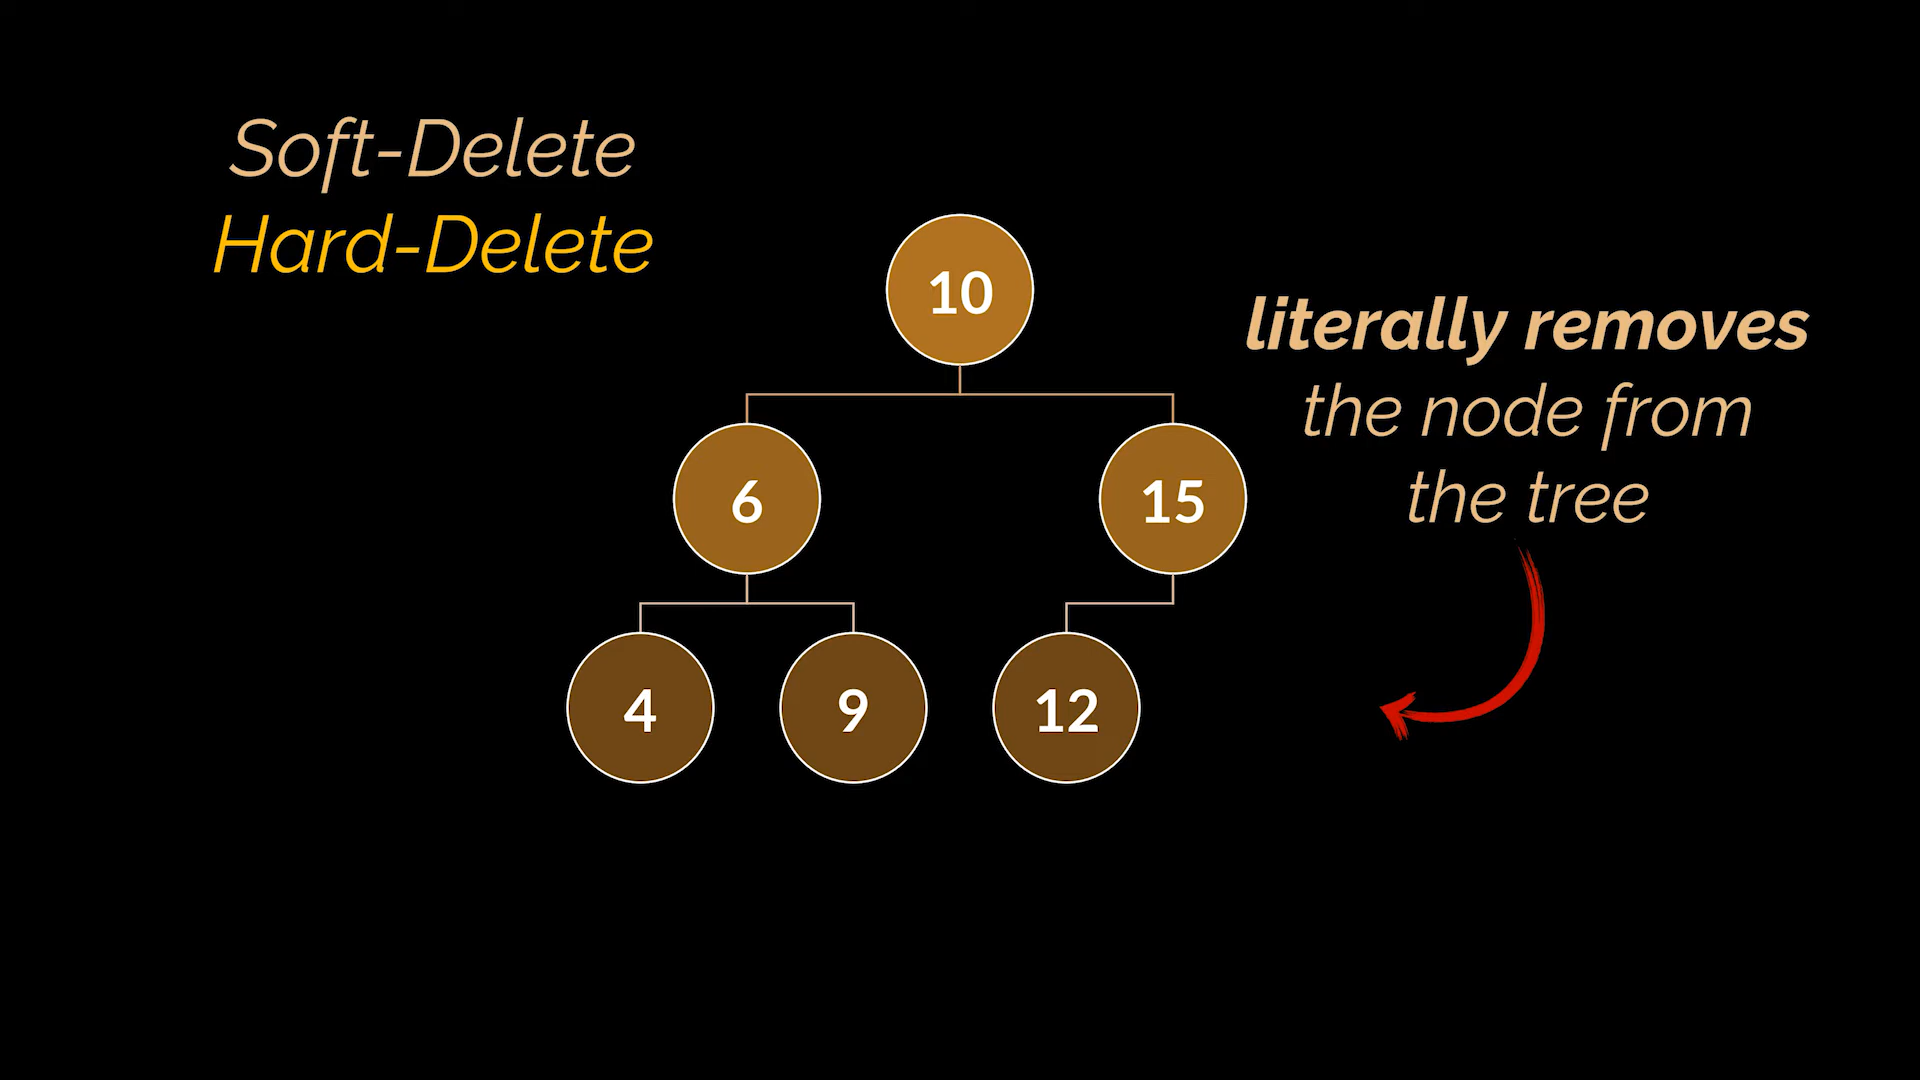 Soft-Delete
Hard-Delete
10
literally removes
the node from
the tree
6
15
4
9
12